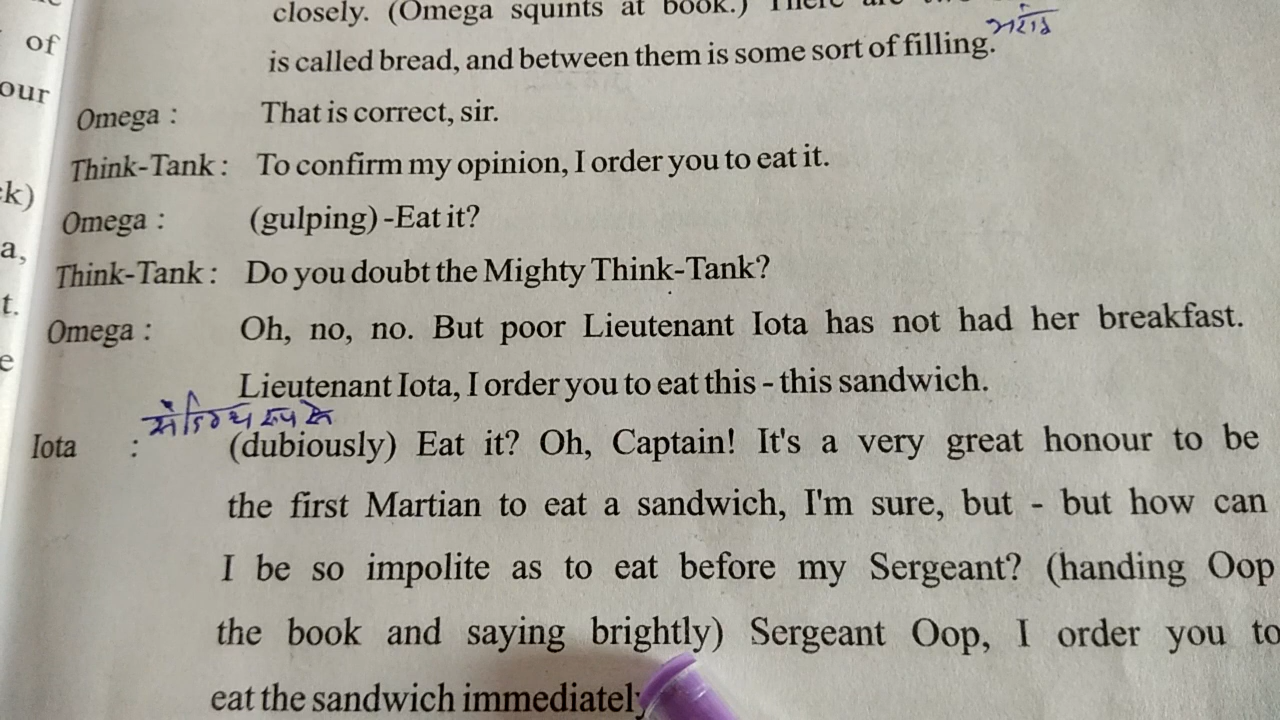 closely. (Omega squints at book.) There are
is called bread, and between them is some sort of filling. भराव
of
our
Omega : That is correct, sir.
Think-Tank : To confirm my opinion, I order you to eat it.
k)
Omega : (gulping) -Eat it?
a,
Think-Tank : Do you doubt the Mighty Think-Tank?
t.
Omega : Oh, no, no. But poor Lieutenant Iota has not had her breakfast.
e
Lieutenant Iota, I order you to eat this - this sandwich.
Iota : (dubiously) Eat it? Oh, Captain! It's a very great honour to be
the first Martian to eat a sandwich, I'm sure, but - but how can
I be so impolite as to eat before my Sergeant? (handing Oop
the book and saying brightly) Sergeant Oop, I order you to
eat the sandwich immediately